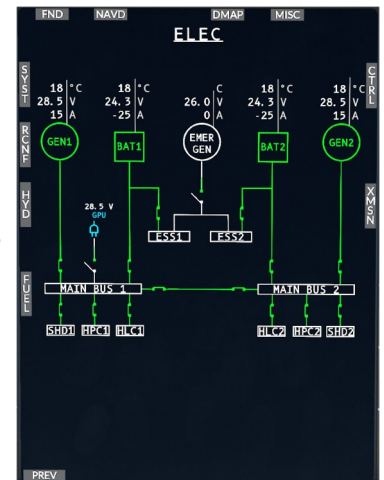 FND NAVD DMAP MISC
ELEC
SYST
CTRL
18 °C 18 °C C 18 °C 18 °C
28.5 V 24.3 V 26.0 V 24.3 V 28.5 V
15 A -25 A 0 A -25 A 15 A
RCNF
GEN1 BAT1 EMER GEN BAT2 GEN2
HYD
XMSN
28.5 V
GPU
ESS1 ESS2
FUEL
MAIN BUS 1 MAIN BUS 2
SHD1 HPC1 HLC1 HLC2 HPC2 SHD2
PREV